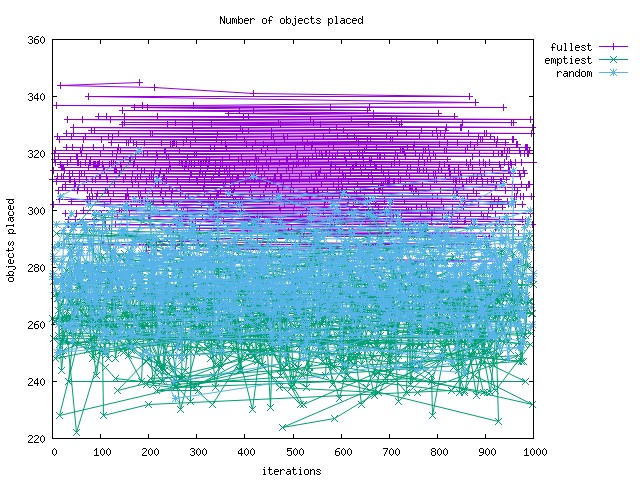 Number of objects placed
360
340
320
300
280
260
240
220
0 100 200 300 400 500 600 700 800 900 1000
objects placed
iterations
fullest
emptiest
random